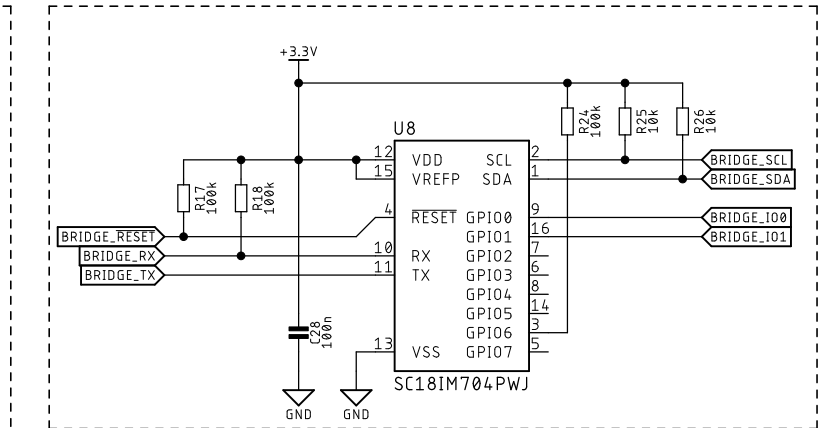 +3.3V
U8
R24
100k
R25
10k
R26
10k
12
VDD
SCL
2
BRIDGE_SCL
15
VREFP
SDA
1
BRIDGE_SDA
R17
100k
R18
100k
4
RESET
GPIO0
9
BRIDGE_IO0
BRIDGE_RESET
GPIO1
16
BRIDGE_IO1
BRIDGE_RX
10
RX
GPIO2
7
BRIDGE_TX
11
TX
GPIO3
6
GPIO4
8
GPIO5
14
GPIO6
3
C28
100n
13
VSS
GPIO7
5
SC18IM704PWJ
GND
GND